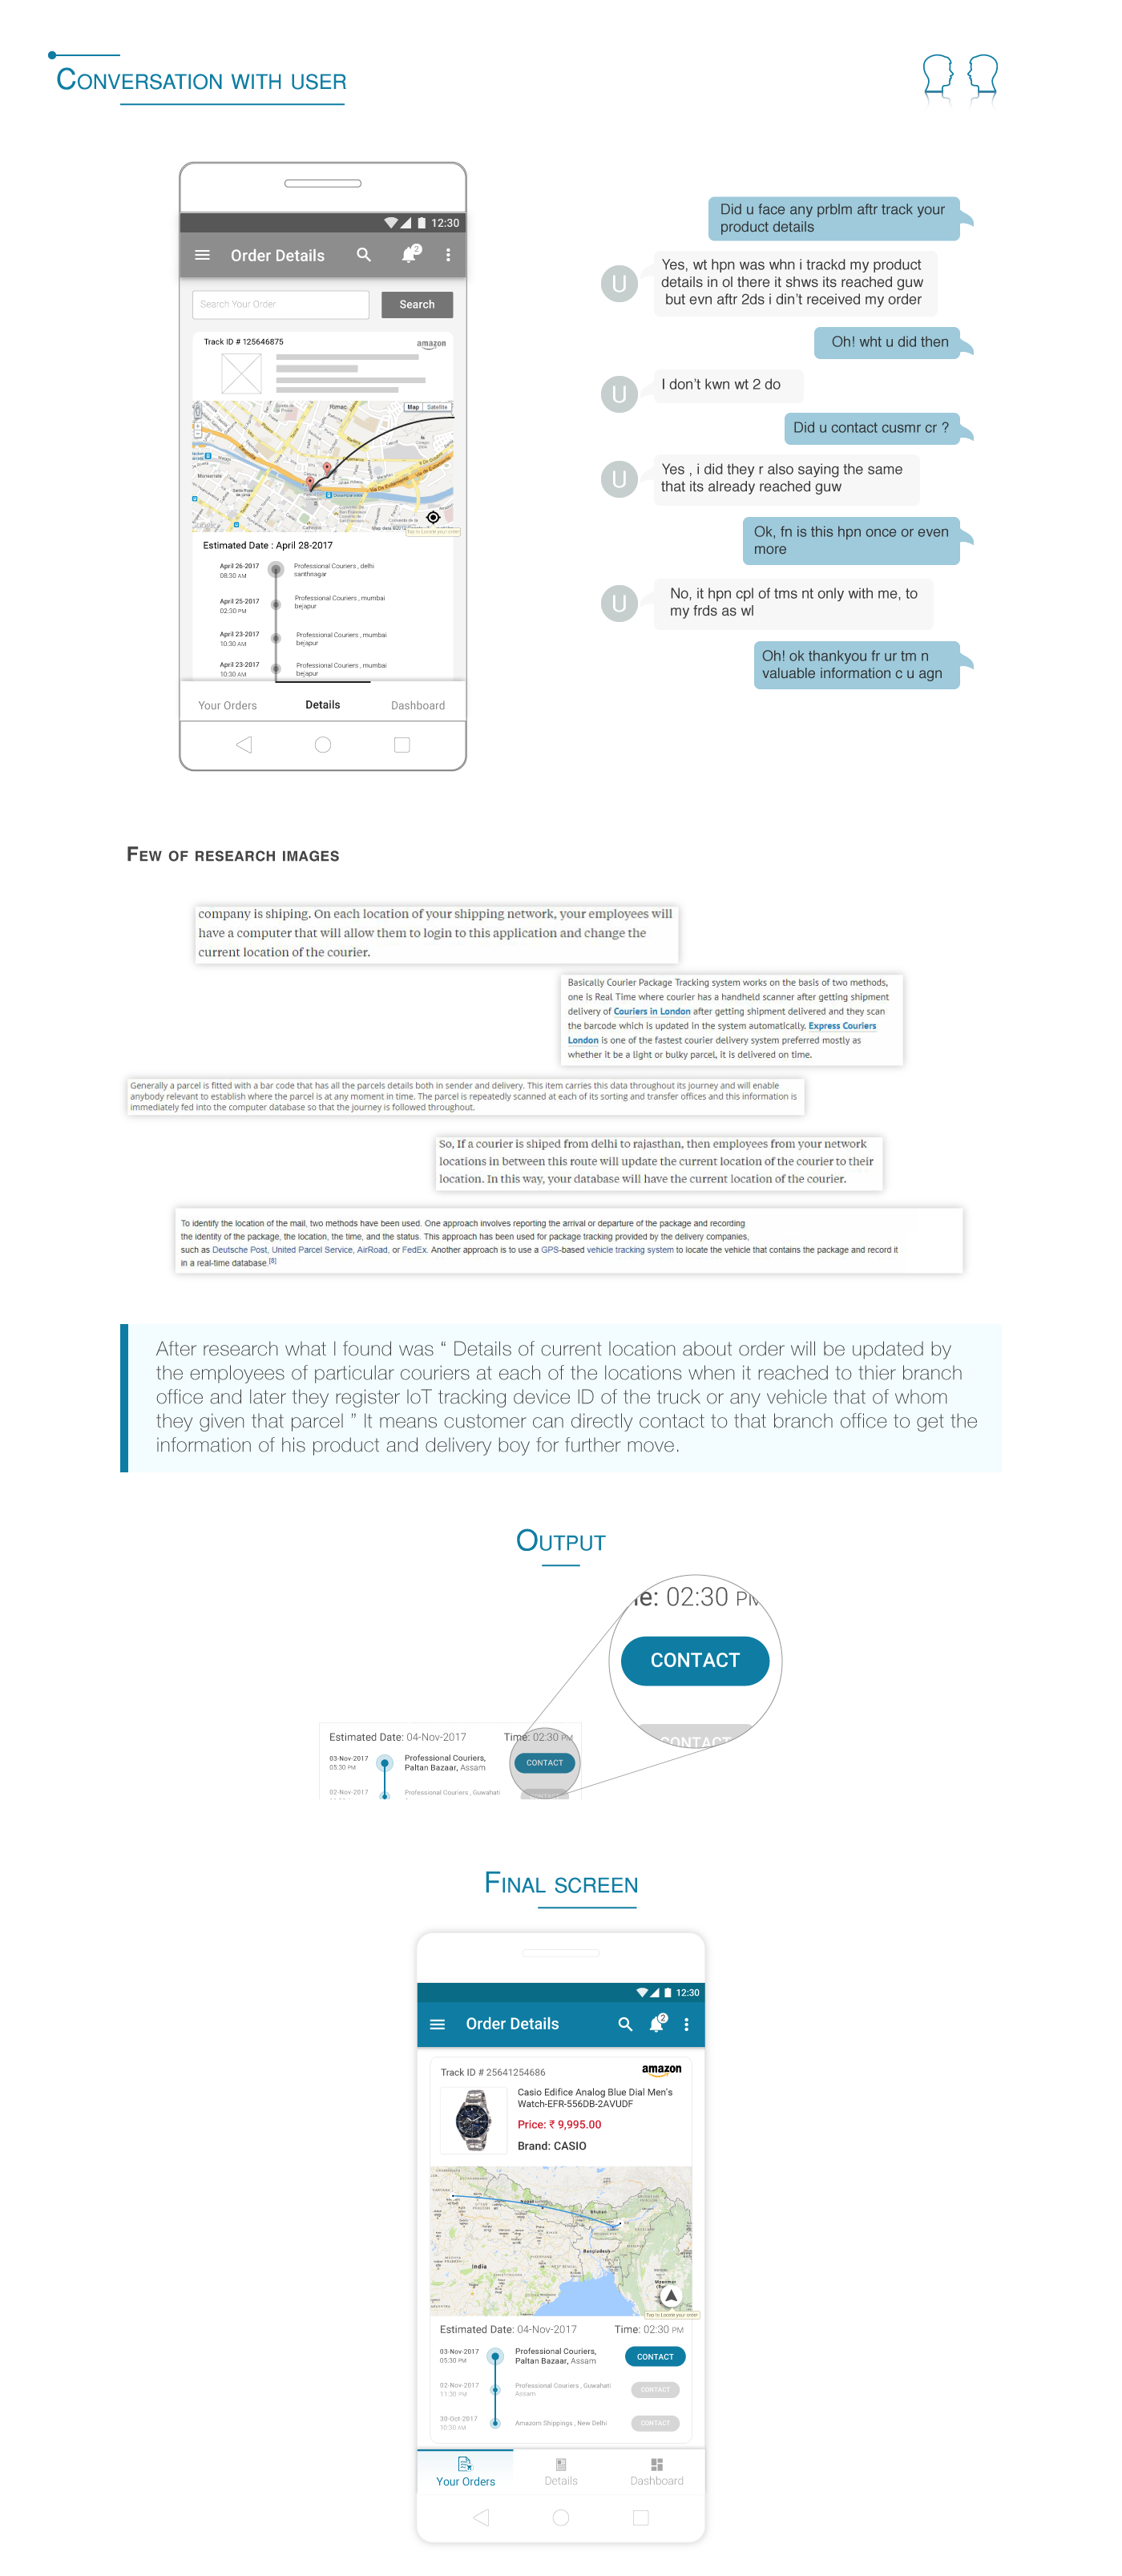 Conversation with user
12:30
Order Details
2
Search Your Order
Search
Track ID # 125646875
amazon
Rimac
Map
Satellite
Tap to Locate your order
Estimated Date : April 28-2017
April 26-2017
08:30 AM
Professional Couriers , delhi
santhnagar
April 25-2017
02:30 PM
Professional Couriers , mumbai
bejapur
April 23-2017
10:30 AM
Professional Couriers , mumbai
bejapur
April 23-2017
10:30 AM
Professional Couriers , mumbai
bejapur
Your Orders
Details
Dashboard
Did u face any prblm aftr track your
product details
U
Yes, wt hpn was whn i trackd my product
details in ol there it shws its reached guw
but evn aftr 2ds i din't received my order
Oh! wht u did then
U
I don't kwn wt 2 do
Did u contact cusmr cr ?
U
Yes , i did they r also saying the same
that its already reached guw
Ok, fn is this hpn once or even
more
U
No, it hpn cpl of tms nt only with me, to
my frds as wl
Oh! ok thankyou fr ur tm n
valuable information c u agn
Few of research images
company is shiping. On each location of your shipping network, your employees will
have a computer that will allow them to login to this application and change the
current location of the courier.
Basically Courier Package Tracking system works on the basis of two methods,
one is Real Time where courier has a handheld scanner after getting shipment
delivery of Couriers in London after getting shipment delivered and they scan
the barcode which is updated in the system automatically. Express Couriers
London is one of the fastest courier delivery system preferred mostly as
whether it be a light or bulky parcel, it is delivered on time.
Generally a parcel is fitted with a bar code that has all the parcels details both in sender and delivery. This item carries this data throughout its journey and will enable
anybody relevant to establish where the parcel is at any moment in time. The parcel is repeatedly scanned at each of its sorting and transfer offices and this information is
immediately fed into the computer database so that the journey is followed throughout.
So, If a courier is shiped from delhi to rajasthan, then employees from your network
locations in between this route will update the current location of the courier to their
location. In this way, your database will have the current location of the courier.
To identify the location of the mail, two methods have been used. One approach involves reporting the arrival or departure of the package and recording
the identity of the package, the location, the time, and the status. This approach has been used for package tracking provided by the delivery companies,
such as Deutsche Post, United Parcel Service, AirRoad, or FedEx. Another approach is to use a GPS-based vehicle tracking system to locate the vehicle that contains the package and record it
in a real-time database.[8]
After research what I found was “ Details of current location about order will be updated by
the employees of particular couriers at each of the locations when it reached to thier branch
office and later they register IoT tracking device ID of the truck or any vehicle that of whom
they given that parcel ” It means customer can directly contact to that branch office to get the
information of his product and delivery boy for further move.
Output
e: 02:30 PM
CONTACT
CONTACT
Estimated Date: 04-Nov-2017
Time: 02:30 PM
03-Nov-2017
05:30 PM
Professional Couriers,
Paltan Bazaar, Assam
CONTACT
02-Nov-2017
Professional Couriers , Guwahati
Final screen
12:30
Order Details
2
Track ID # 25641254686
amazon
Casio Edifice Analog Blue Dial Men's
Watch-EFR-556DB-2AVUDF
Price: ₹ 9,995.00
Brand: CASIO
Nepal
Bhutan
Bangladesh
India
Myanmar
Tap to Locate your order
Estimated Date: 04-Nov-2017
Time: 02:30 PM
03-Nov-2017
05:30 PM
Professional Couriers,
Paltan Bazaar, Assam
CONTACT
02-Nov-2017
11:30 PM
Professional Couriers , Guwahati
Assam
CONTACT
30-Oct-2017
10:30 AM
Amazom Shippings , New Delhi
CONTACT
Your Orders
Details
Dashboard